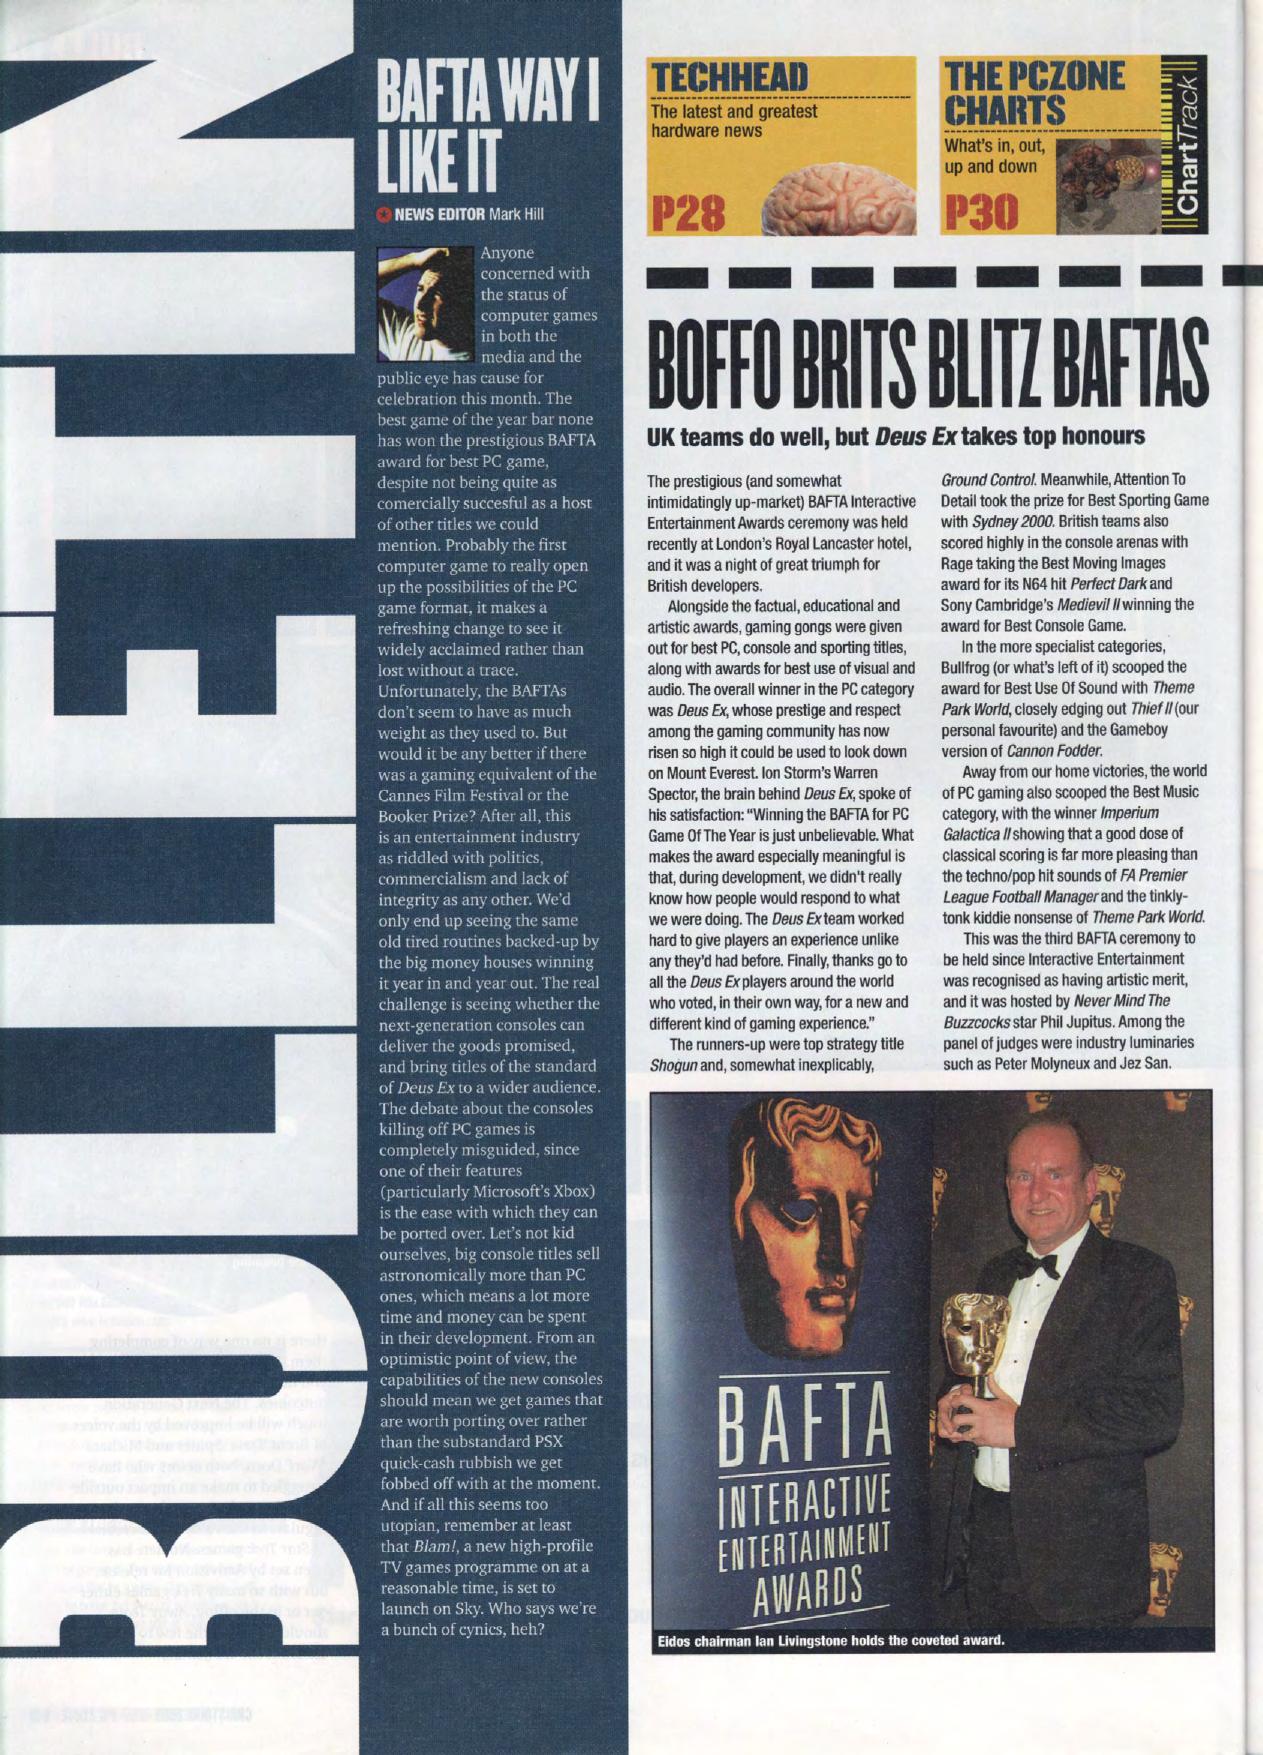 BULLETIN
BAFTA WAY I
LIKE IT
NEWS EDITOR Mark Hill
Anyone
concerned with
the status of
computer games
in both the
media and the
public eye has cause for
celebration this month. The
best game of the year bar none
has won the prestigious BAFTA
award for best PC game,
despite not being quite as
comercially succesful as a host
of other titles we could
mention. Probably the first
computer game to really open
up the possibilities of the PC
game format, it makes a
refreshing change to see it
widely acclaimed rather than
lost without a trace.
Unfortunately, the BAFTAs
don't seem to have as much
weight as they used to. But
would it be any better if there
was a gaming equivalent of the
Cannes Film Festival or the
Booker Prize? After all, this
is an entertainment industry
as riddled with politics,
commercialism and lack of
integrity as any other. We'd
only end up seeing the same
old tired routines backed-up by
the big money houses winning
it year in and year out. The real
challenge is seeing whether the
next-generation consoles can
deliver the goods promised,
and bring titles of the standard
of Deus Ex to a wider audience.
The debate about the consoles
killing off PC games is
completely misguided, since
one of their features
(particularly Microsoft's Xbox)
is the ease with which they can
be ported over. Let's not kid
ourselves, big console titles sell
astronomically more than PC
ones, which means a lot more
time and money can be spent
in their development. From an
optimistic point of view, the
capabilities of the new consoles
should mean we get games that
are worth porting over rather
than the substandard PSX
quick-cash rubbish we get
fobbed off with at the moment.
And if all this seems too
utopian, remember at least
that Blam!, a new high-profile
TV games programme on at a
reasonable time, is set to
launch on Sky. Who says we're
a bunch of cynics, heh?
TECHHEAD
The latest and greatest
hardware news
P28
THE PCZONE
CHARTS
What's in, out,
up and down
P30
ChartTrack
BOFFO BRITS BLITZ BAFTAS
UK teams do well, but Deus Ex takes top honours
The prestigious (and somewhat
intimidatingly up-market) BAFTA Interactive
Entertainment Awards ceremony was held
recently at London's Royal Lancaster hotel,
and it was a night of great triumph for
British developers.
Alongside the factual, educational and
artistic awards, gaming gongs were given
out for best PC, console and sporting titles,
along with awards for best use of visual and
audio. The overall winner in the PC category
was Deus Ex, whose prestige and respect
among the gaming community has now
risen so high it could be used to look down
on Mount Everest. Ion Storm's Warren
Spector, the brain behind Deus Ex, spoke of
his satisfaction: "Winning the BAFTA for PC
Game Of The Year is just unbelievable. What
makes the award especially meaningful is
that, during development, we didn't really
know how people would respond to what
we were doing. The Deus Ex team worked
hard to give players an experience unlike
any they'd had before. Finally, thanks go to
all the Deus Ex players around the world
who voted, in their own way, for a new and
different kind of gaming experience."
The runners-up were top strategy title
Shogun and, somewhat inexplicably,
Ground Control. Meanwhile, Attention To
Detail took the prize for Best Sporting Game
with Sydney 2000. British teams also
scored highly in the console arenas with
Rage taking the Best Moving Images
award for its N64 hit Perfect Dark and
Sony Cambridge's Medievil II winning the
award for Best Console Game.
In the more specialist categories,
Bullfrog (or what's left of it) scooped the
award for Best Use Of Sound with Theme
Park World, closely edging out Thief II (our
personal favourite) and the Gameboy
version of Cannon Fodder.
Away from our home victories, the world
of PC gaming also scooped the Best Music
category, with the winner Imperium
Galactica II showing that a good dose of
classical scoring is far more pleasing than
the techno/pop hit sounds of FA Premier
League Football Manager and the tinkly-
tonk kiddie nonsense of Theme Park World.
This was the third BAFTA ceremony to
be held since Interactive Entertainment
was recognised as having artistic merit,
and it was hosted by Never Mind The
Buzzcocks star Phil Jupitus. Among the
panel of judges were industry luminaries
such as Peter Molyneux and Jez San.
BAFTA
INTERACTIVE
ENTERTAINMENT
AWARDS
Eidos chairman Ian Livingstone holds the coveted award.